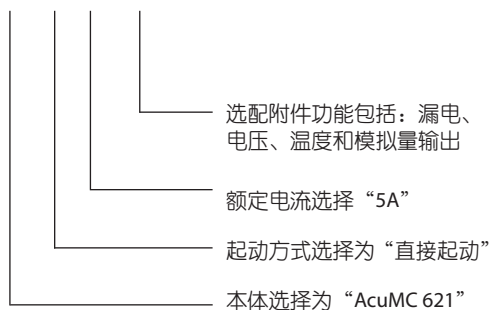 选配附件功能包括：漏电、
电压、温度和模拟量输出
额定电流选择“5A”
起动方式选择为“直接起动”
本体选择为“AcuMC 621”